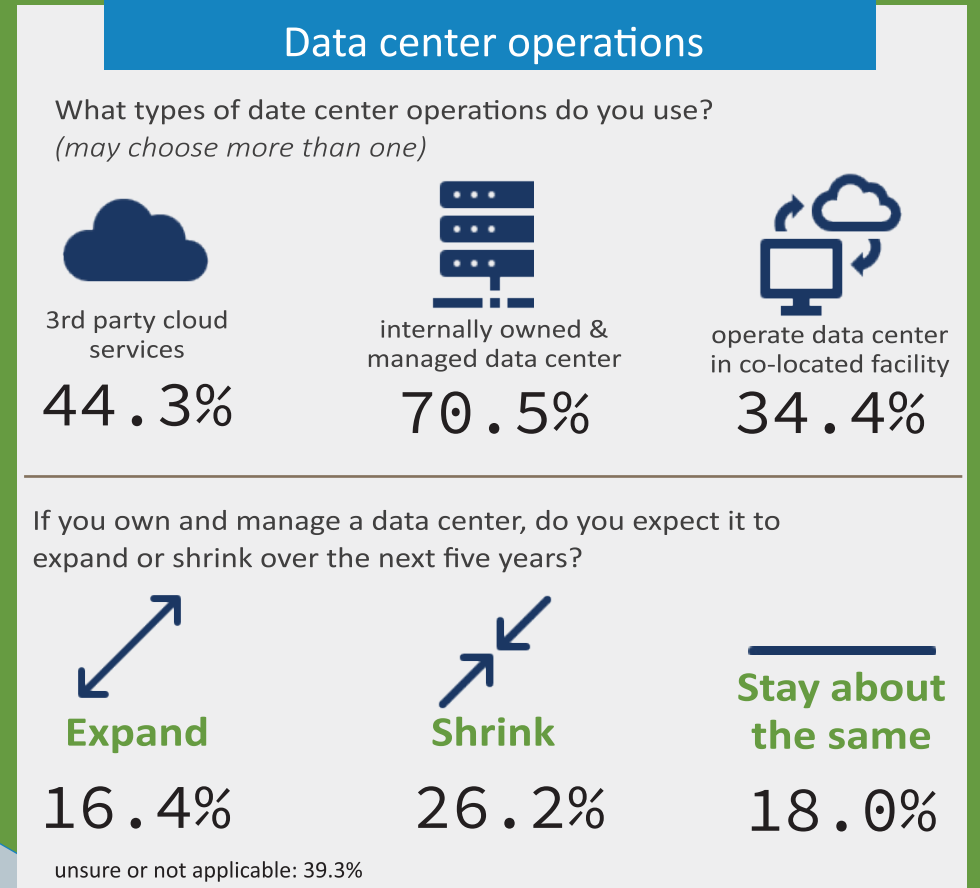 Data center operations
What types of date center operations do you use?
(may choose more than one)
3rd party cloud
services
44.3%
internally owned &
managed data center
70.5%
operate data center
in co-located facility
34.4%
If you own and manage a data center, do you expect it to
expand or shrink over the next five years?
Expand
16.4%
Shrink
26.2%
Stay about
the same
18.0%
unsure or not applicable: 39.3%